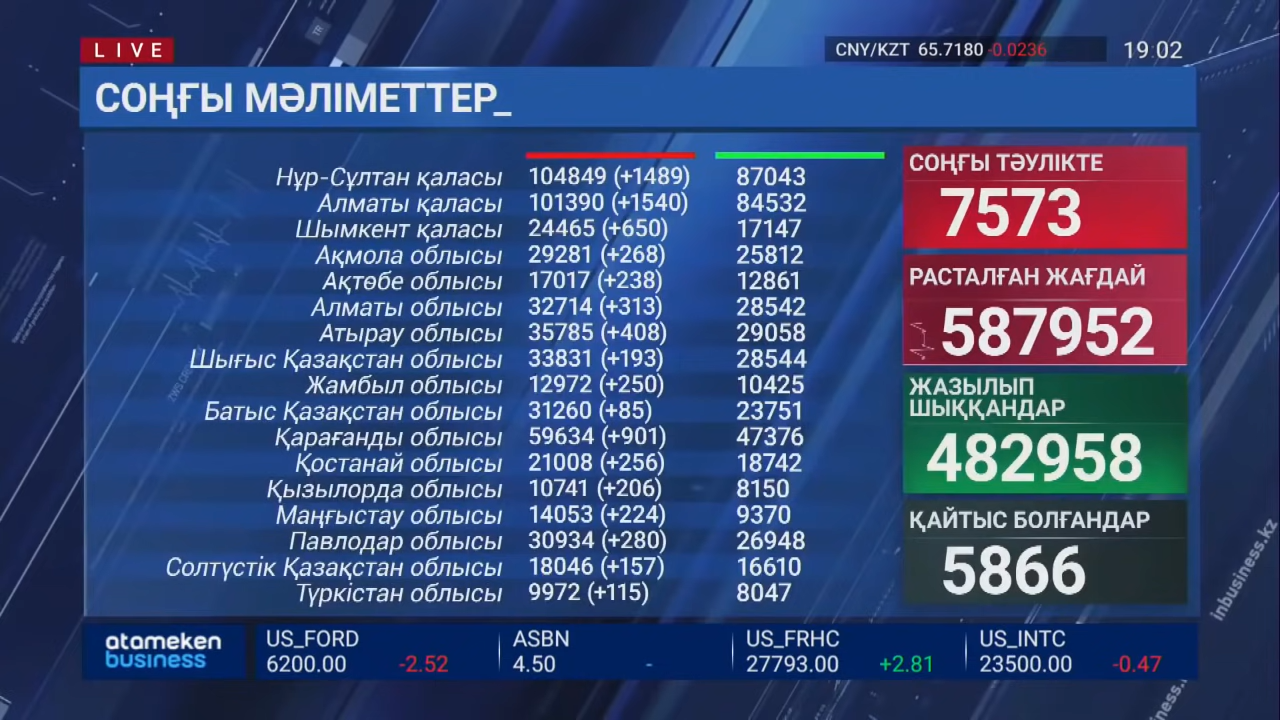 LIVE
CNY/KZT 65.7180 -0.0236
19:02
СОҢҒЫ МӘЛІМЕТТЕР_
Нұр-Сұлтан қаласы 104849 (+1489) 87043
Алматы қаласы 101390 (+1540) 84532
Шымкент қаласы 24465 (+650) 17147
Ақмола облысы 29281 (+268) 25812
Ақтөбе облысы 17017 (+238) 12861
Алматы облысы 32714 (+313) 28542
Атырау облысы 35785 (+408) 29058
Шығыс Қазақстан облысы 33831 (+193) 28544
Жамбыл облысы 12972 (+250) 10425
Батыс Қазақстан облысы 31260 (+85) 23751
Қарағанды облысы 59634 (+901) 47376
Қостанай облысы 21008 (+256) 18742
Қызылорда облысы 10741 (+206) 8150
Маңғыстау облысы 14053 (+224) 9370
Павлодар облысы 30934 (+280) 26948
Солтүстік Қазақстан облысы 18046 (+157) 16610
Түркістан облысы 9972 (+115) 8047
СОҢҒЫ ТӘУЛІКТЕ
7573
РАСТАЛҒАН ЖАҒДАЙ
587952
ЖАЗЫЛЫП
ШЫҚҚАНДАР
482958
ҚАЙТЫС БОЛҒАНДАР
5866
inbusiness.kz
atameken
business
US_FORD
6200.00 -2.52
ASBN
4.50 -
US_FRHC
27793.00 +2.81
US_INTC
23500.00 -0.47